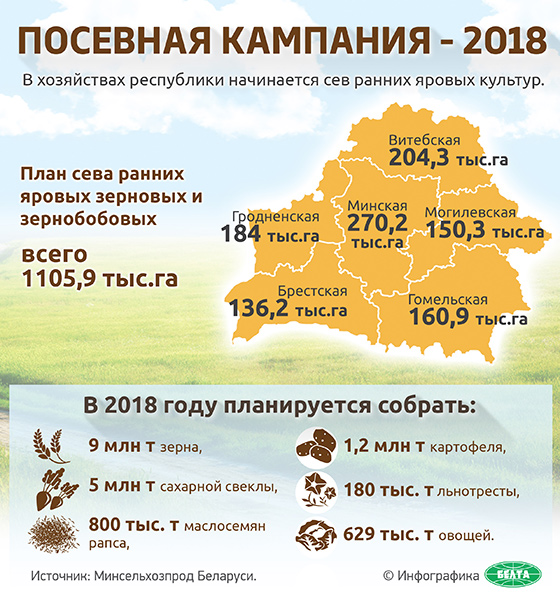 ПОСЕВНАЯ КАМПАНИЯ - 2018
В хозяйствах республики начинается сев ранних яровых культур.
План сева ранних
яровых зерновых и
зернобобовых
всего
1105,9 тыс.га
Витебская
204,3 тыс.га
Гродненская
184 тыс.га
Минская
270,2
тыс.га
Могилевская
150,3 тыс.га
Брестская
136,2 тыс.га
Гомельская
160,9 тыс.га
В 2018 году планируется собрать:
9 млн т зерна,
5 млн т сахарной свеклы,
800 тыс. т маслосемян
рапса,
1,2 млн т картофеля,
180 тыс. т льнотресты,
629 тыс. т овощей.
Источник: Минсельхозпрод Беларуси.
© Инфографика БЕЛТА